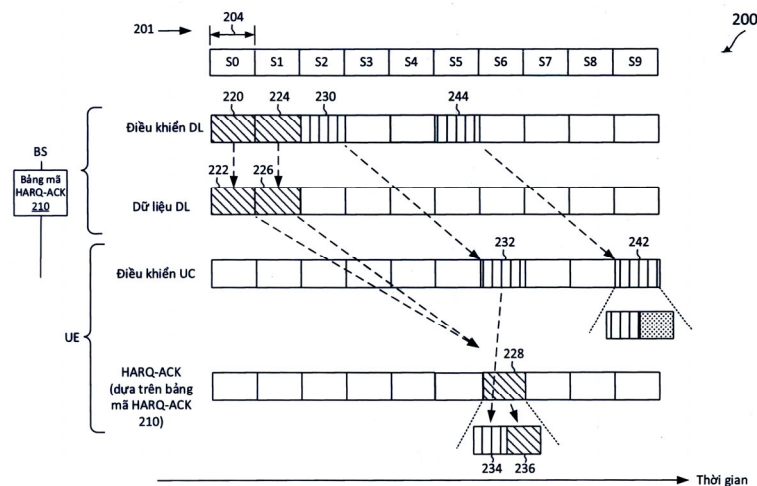 200
204
201
S0 S1 S2 S3 S4 S5 S6 S7 S8 S9
220 224 230 244
Điều khiển DL
BS
Bảng mã
HARQ-ACK
210
222 226
Dữ liệu DL
232 242
Điều khiển UC
UE
228
HARQ-ACK
(dựa trên bảng
mã HARQ-ACK
210)
234 236
Thời gian